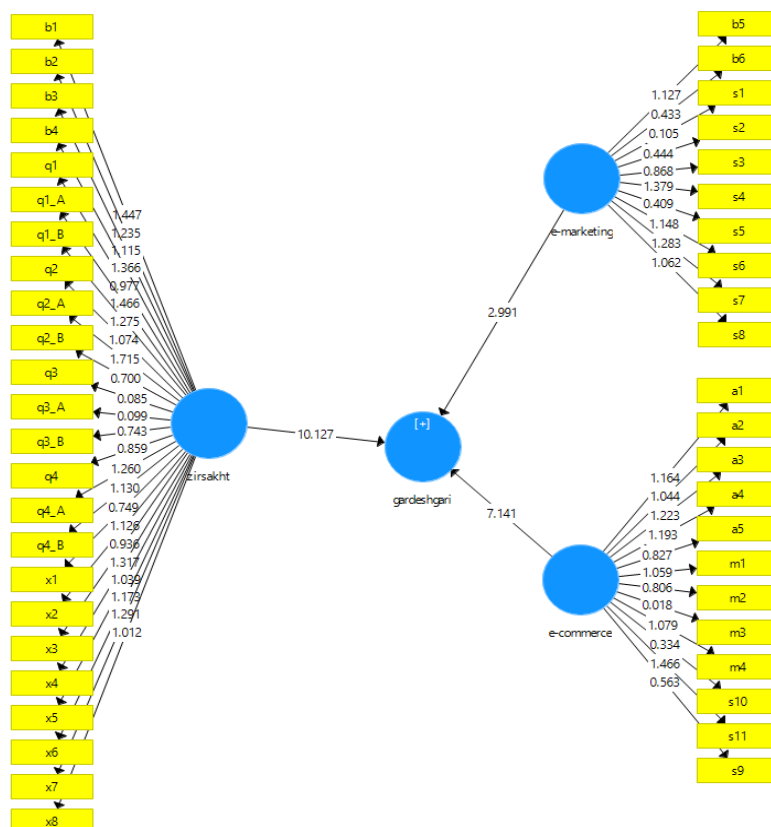 b1
b2
b3
b4
q1
q1_A
q1_B
q2
q2_A
q2_B
q3
q3_A
q3_B
q4
q4_A
q4_B
x1
x2
x3
x4
x5
x6
x7
x8
1.447
1.235
1.115
1.366
0.977
1.466
1.275
1.074
1.715
0.700
0.085
0.099
0.743
0.859
1.260
1.130
0.749
1.126
0.936
1.317
1.039
1.173
1.291
1.012
zirsakht
10.127
[+]
gardeshgari
2.991
7.141
e-marketing
1.127
0.433
0.105
0.444
0.868
1.379
0.409
1.148
1.283
1.062
b5
b6
s1
s2
s3
s4
s5
s6
s7
s8
e-commerce
1.164
1.044
1.223
1.193
0.827
1.059
0.806
0.018
1.079
0.334
1.466
0.563
a1
a2
a3
a4
a5
m1
m2
m3
m4
s10
s11
s9